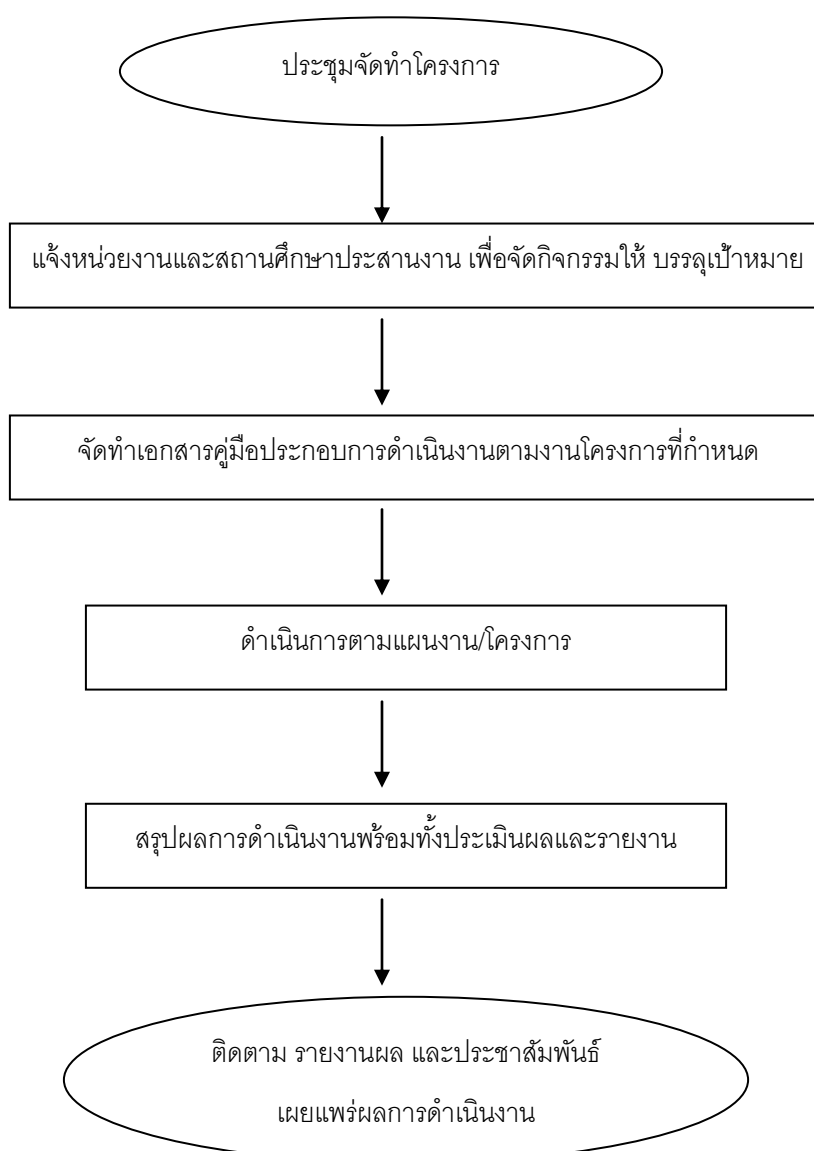 ประชุมจัดทำโครงการ
แจ้งหน่วยงานและสถานศึกษาประสานงาน เพื่อจัดกิจกรรมให้ บรรลุเป้าหมาย
จัดทำเอกสารคู่มือประกอบการดำเนินงานตามงานโครงการที่กำหนด
ดำเนินการตามแผนงาน/โครงการ
สรุปผลการดำเนินงานพร้อมทั้งประเมินผลและรายงาน
ติดตาม รายงานผล และประชาสัมพันธ์
เผยแพร่ผลการดำเนินงาน